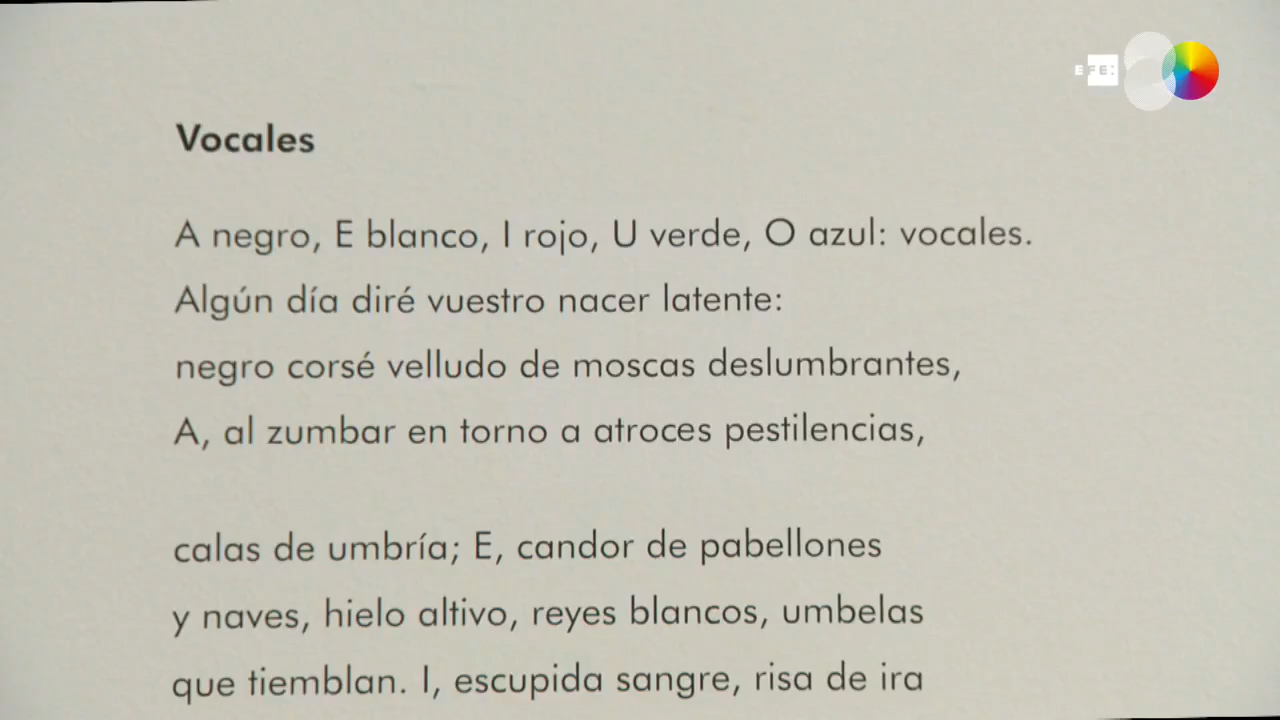 EFE:
Vocales
A negro, E blanco, I rojo, U verde, O azul: vocales.
Algún día diré vuestro nacer latente:
negro corsé velludo de moscas deslumbrantes,
A, al zumbar en torno a atroces pestilencias,
calas de umbría; E, candor de pabellones
y naves, hielo altivo, reyes blancos, umbelas
que tiemblan. I, escupida sangre, risa de ira